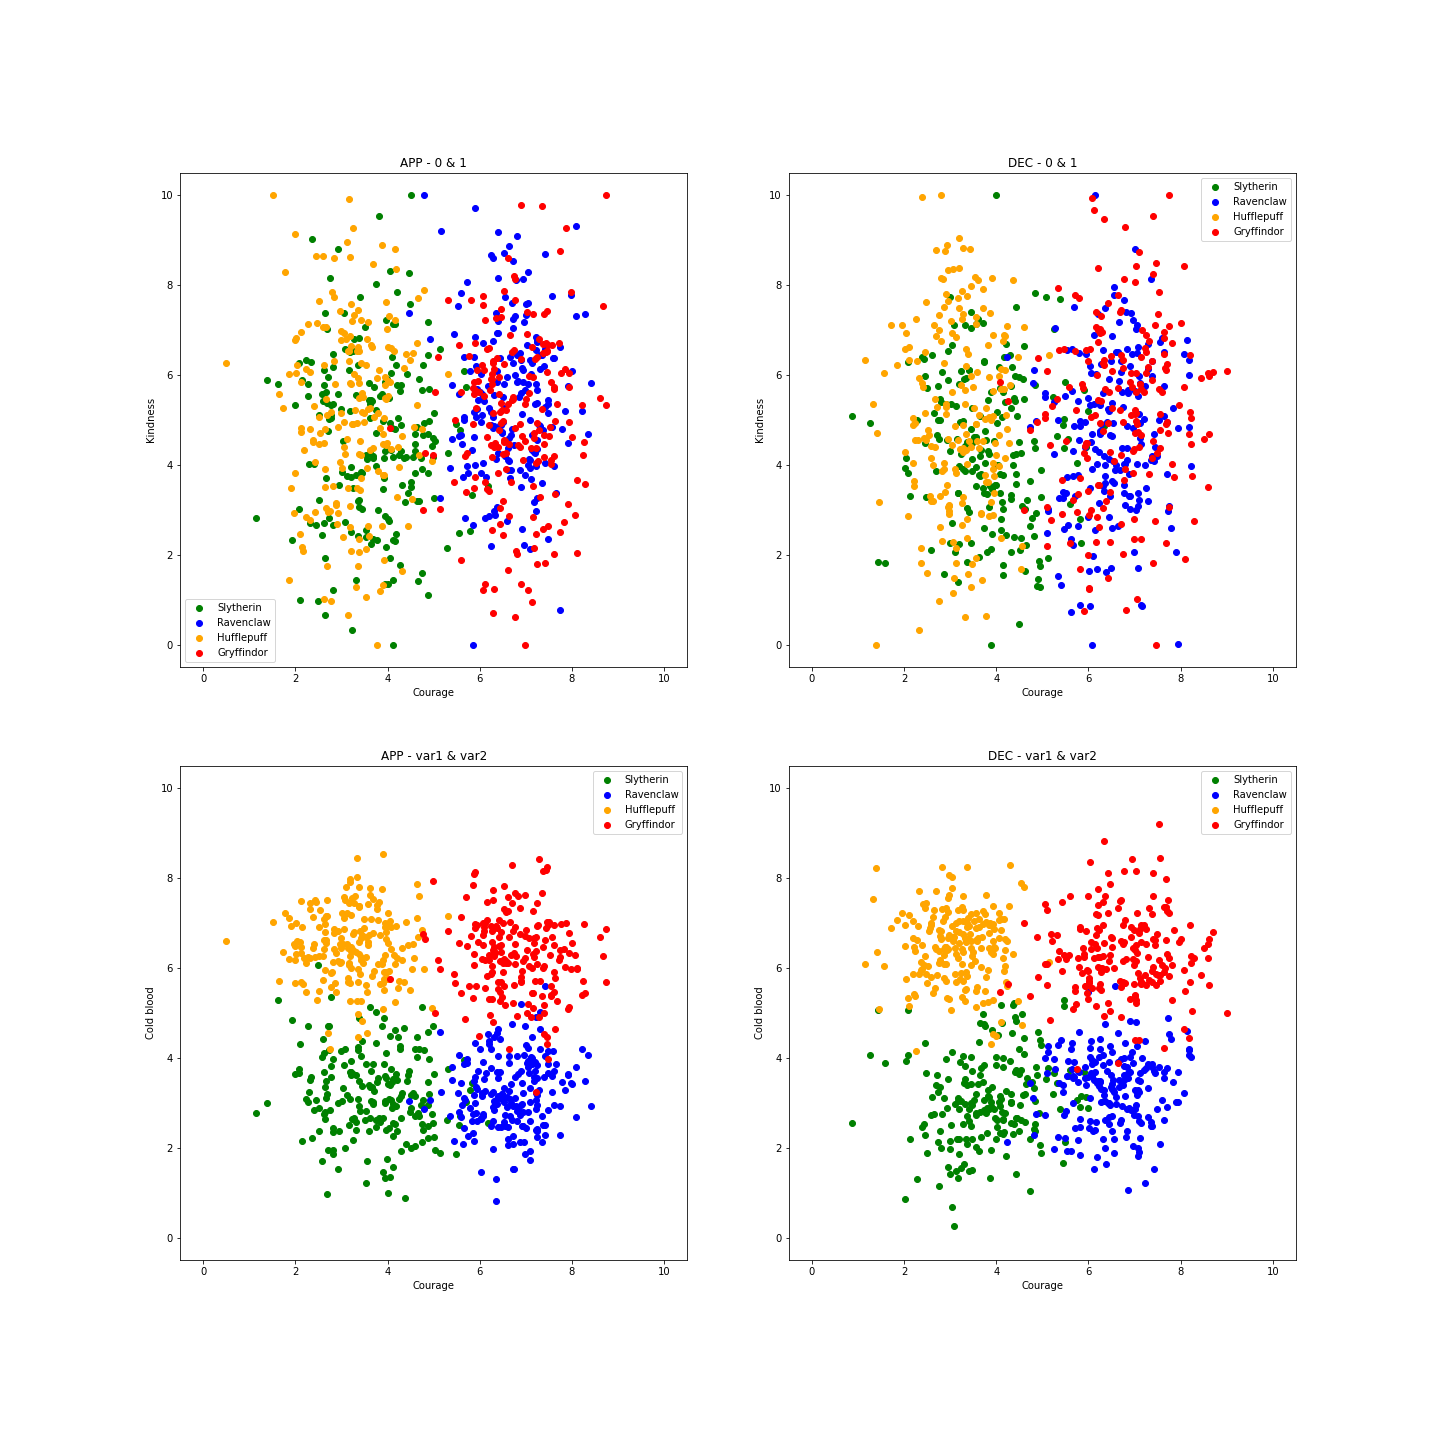 APP - 0 & 1
10
8
6
4
2
0
Kindness
Slytherin
Ravenclaw
Hufflepuff
Gryffindor
0 2 4 6 8 10
Courage
DEC - 0 & 1
10
8
6
4
2
0
Kindness
Slytherin
Ravenclaw
Hufflepuff
Gryffindor
0 2 4 6 8 10
Courage
APP - var1 & var2
10
8
6
4
2
0
Cold blood
Slytherin
Ravenclaw
Hufflepuff
Gryffindor
0 2 4 6 8 10
Courage
DEC - var1 & var2
10
8
6
4
2
0
Cold blood
Slytherin
Ravenclaw
Hufflepuff
Gryffindor
0 2 4 6 8 10
Courage